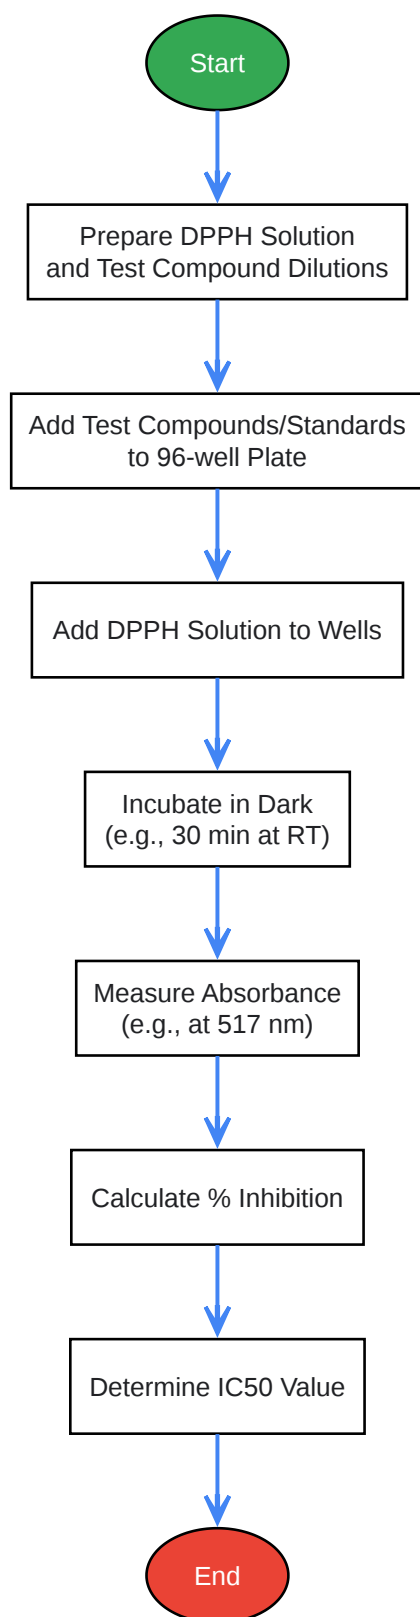 Start
Prepare DPPH Solution
and Test Compound Dilutions
Add Test Compounds/Standards
to 96-well Plate
Add DPPH Solution to Wells
Incubate in Dark
(e.g., 30 min at RT)
Measure Absorbance
(e.g., at 517 nm)
Calculate % Inhibition
Determine IC50 Value
End